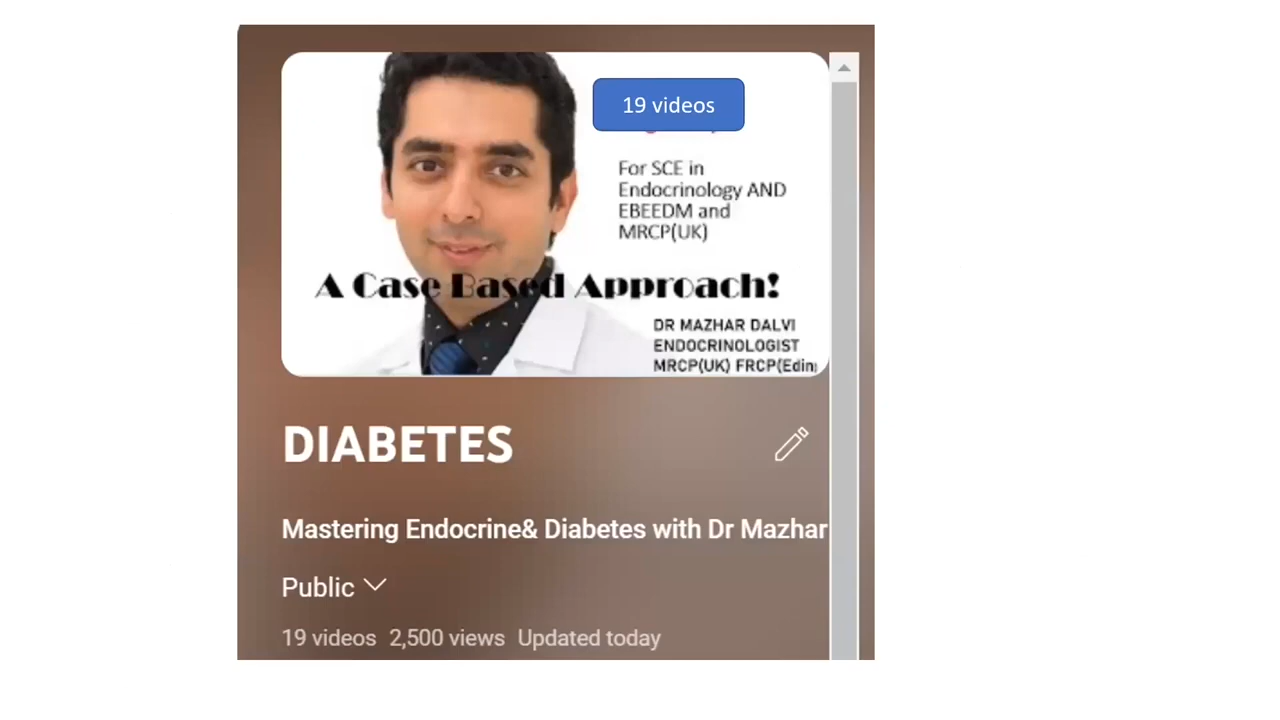 19 videos
For SCE in
Endocrinology AND
EBEEDM and
MRCP(UK)
A Case Based Approach!
DR MAZHAR DALVI
ENDOCRINOLOGIST
MRCP(UK) FRCP(Edin
DIABETES
Mastering Endocrine& Diabetes with Dr Mazhar
Public
19 videos 2,500 views Updated today